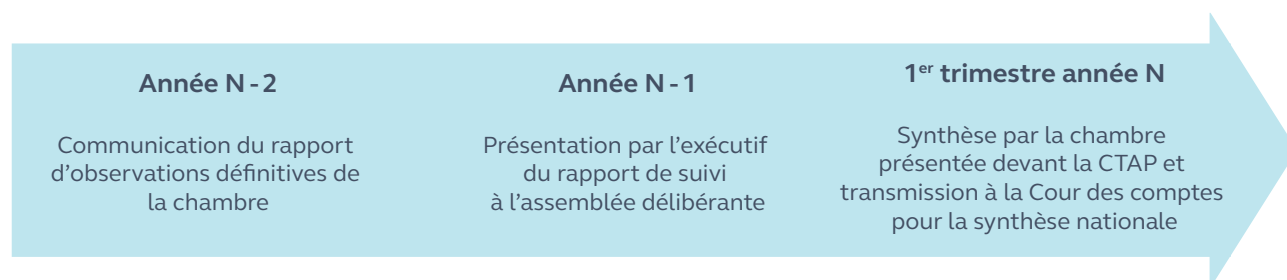 Année N - 2
Communication du rapport
d’observations définitives de
la chambre
Année N - 1
Présentation par l’exécutif
du rapport de suivi
à l’assemblée délibérante
1er trimestre année N
Synthèse par la chambre
présentée devant la CTAP et
transmission à la Cour des comptes
pour la synthèse nationale